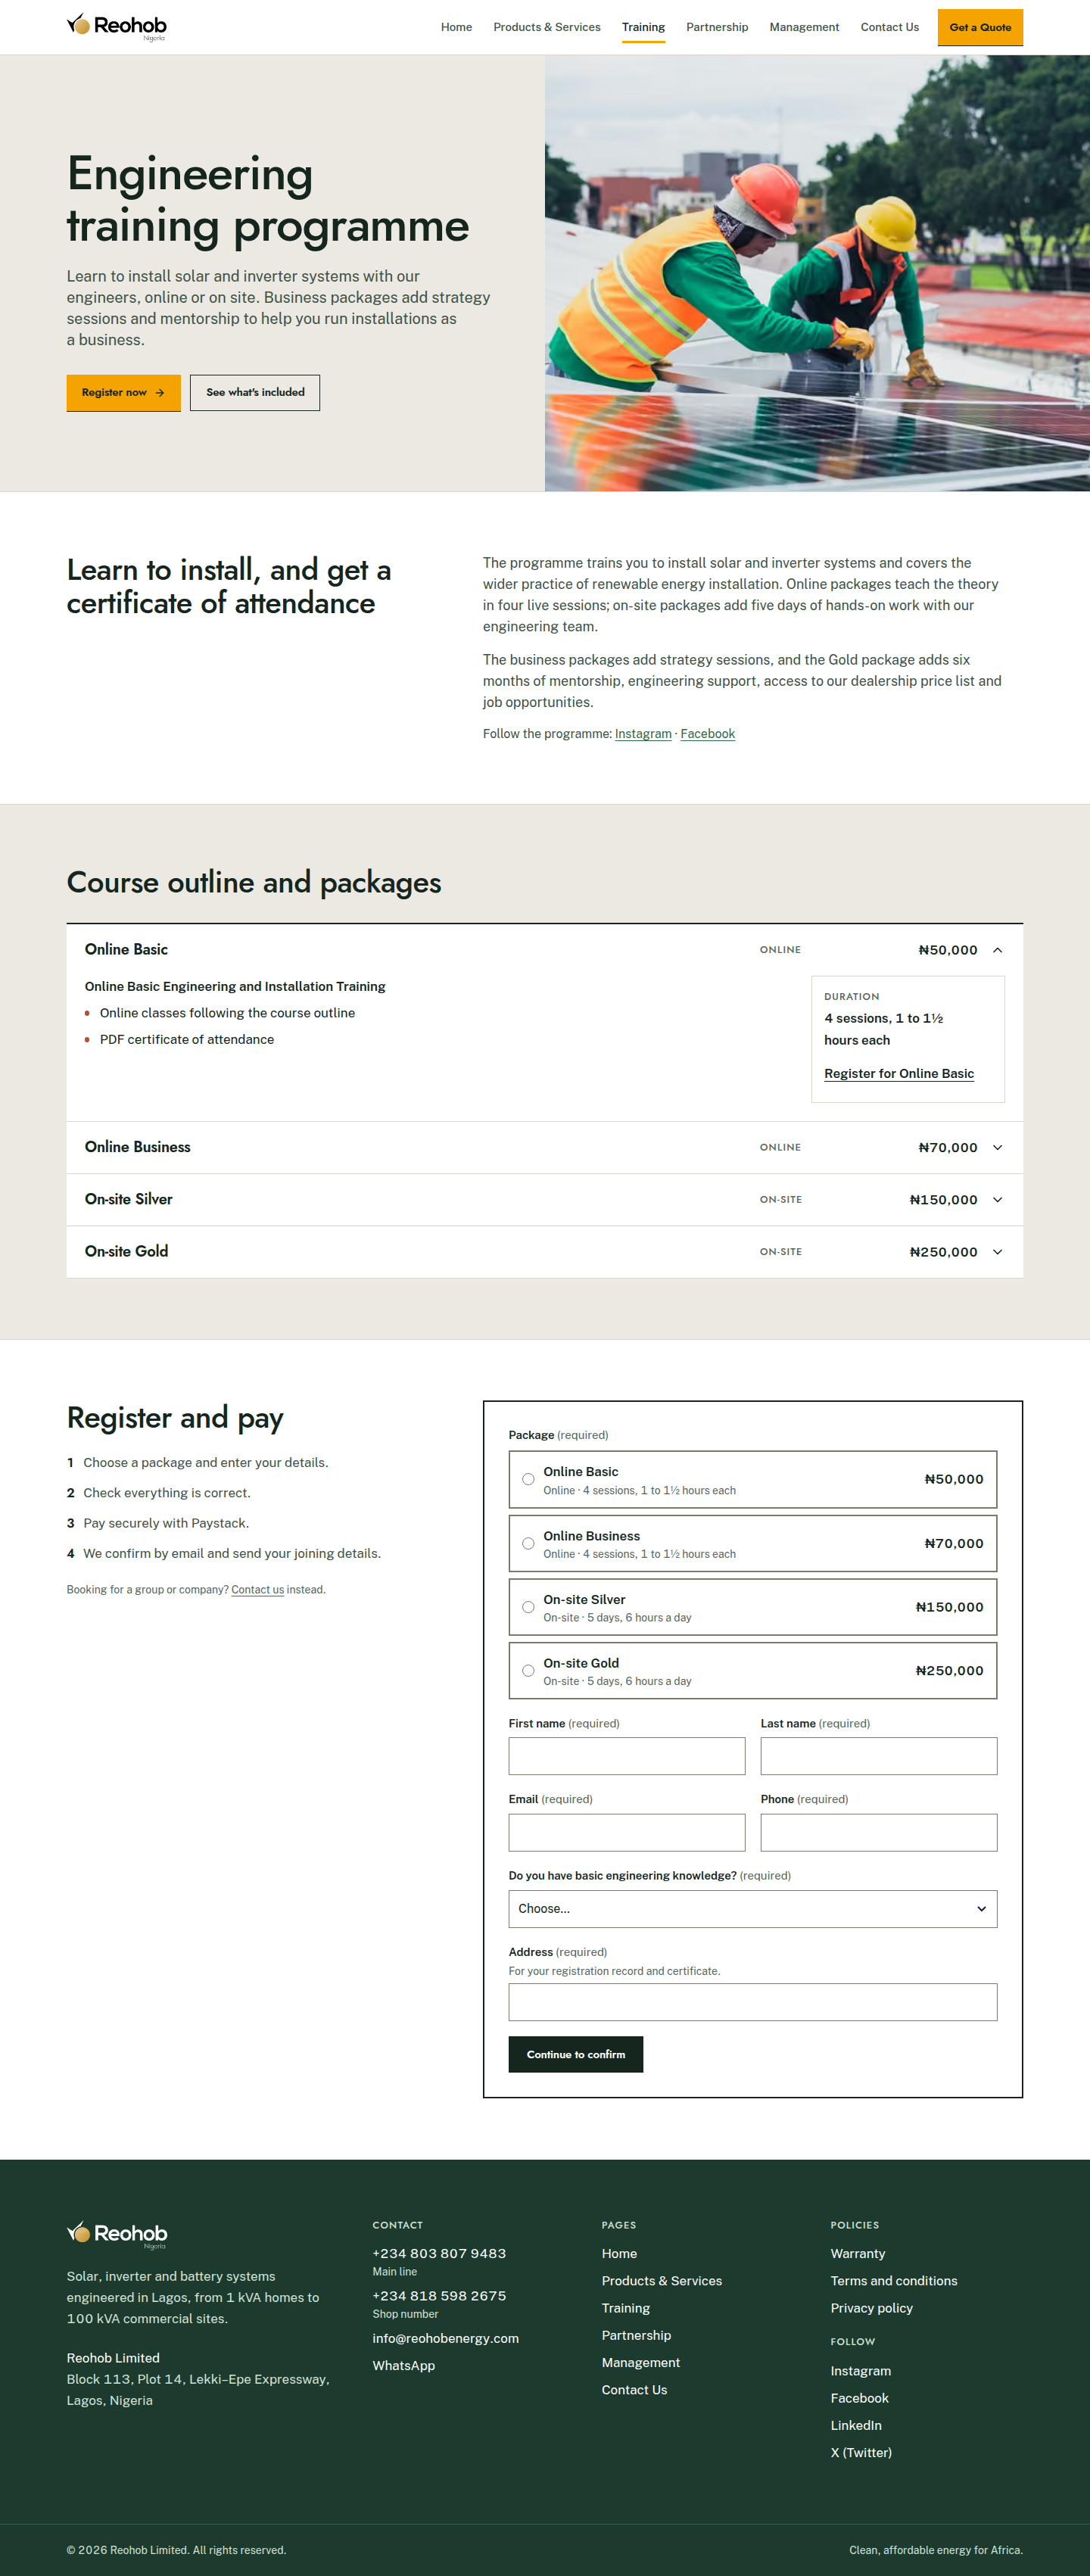 Reohob
Nigeria
Home
Products & Services
Training
Partnership
Management
Contact Us
Get a Quote
Engineering
training programme
Learn to install solar and inverter systems with our
engineers, online or on site. Business packages add strategy
sessions and mentorship to help you run installations as
a business.
Register now
See what's included
Learn to install, and get a
certificate of attendance
The programme trains you to install solar and inverter systems and covers the
wider practice of renewable energy installation. Online packages teach the theory
in four live sessions; on-site packages add five days of hands-on work with our
engineering team.
The business packages add strategy sessions, and the Gold package adds six
months of mentorship, engineering support, access to our dealership price list and
job opportunities.
Follow the programme: Instagram · Facebook
Course outline and packages
Online Basic
ONLINE
₦50,000
Online Basic Engineering and Installation Training
Online classes following the course outline
PDF certificate of attendance
DURATION
4 sessions, 1 to 1½
hours each
Register for Online Basic
Online Business
ONLINE
₦70,000
On-site Silver
ON-SITE
₦150,000
On-site Gold
ON-SITE
₦250,000
Register and pay
1 Choose a package and enter your details.
2 Check everything is correct.
3 Pay securely with Paystack.
4 We confirm by email and send your joining details.
Booking for a group or company? Contact us instead.
Package (required)
Online Basic
Online · 4 sessions, 1 to 1½ hours each
₦50,000
Online Business
Online · 4 sessions, 1 to 1½ hours each
₦70,000
On-site Silver
On-site · 5 days, 6 hours a day
₦150,000
On-site Gold
On-site · 5 days, 6 hours a day
₦250,000
First name (required)
Last name (required)
Email (required)
Phone (required)
Do you have basic engineering knowledge? (required)
Choose...
Address (required)
For your registration record and certificate.
Continue to confirm
Reohob
Nigeria
Solar, inverter and battery systems
engineered in Lagos, from 1 kVA homes to
100 kVA commercial sites.
Reohob Limited
Block 113, Plot 14, Lekki–Epe Expressway,
Lagos, Nigeria
CONTACT
+234 803 807 9483
Main line
+234 818 598 2675
Shop number
info@reohobenergy.com
WhatsApp
PAGES
Home
Products & Services
Training
Partnership
Management
Contact Us
POLICIES
Warranty
Terms and conditions
Privacy policy
FOLLOW
Instagram
Facebook
LinkedIn
X (Twitter)
© 2026 Reohob Limited. All rights reserved.
Clean, affordable energy for Africa.